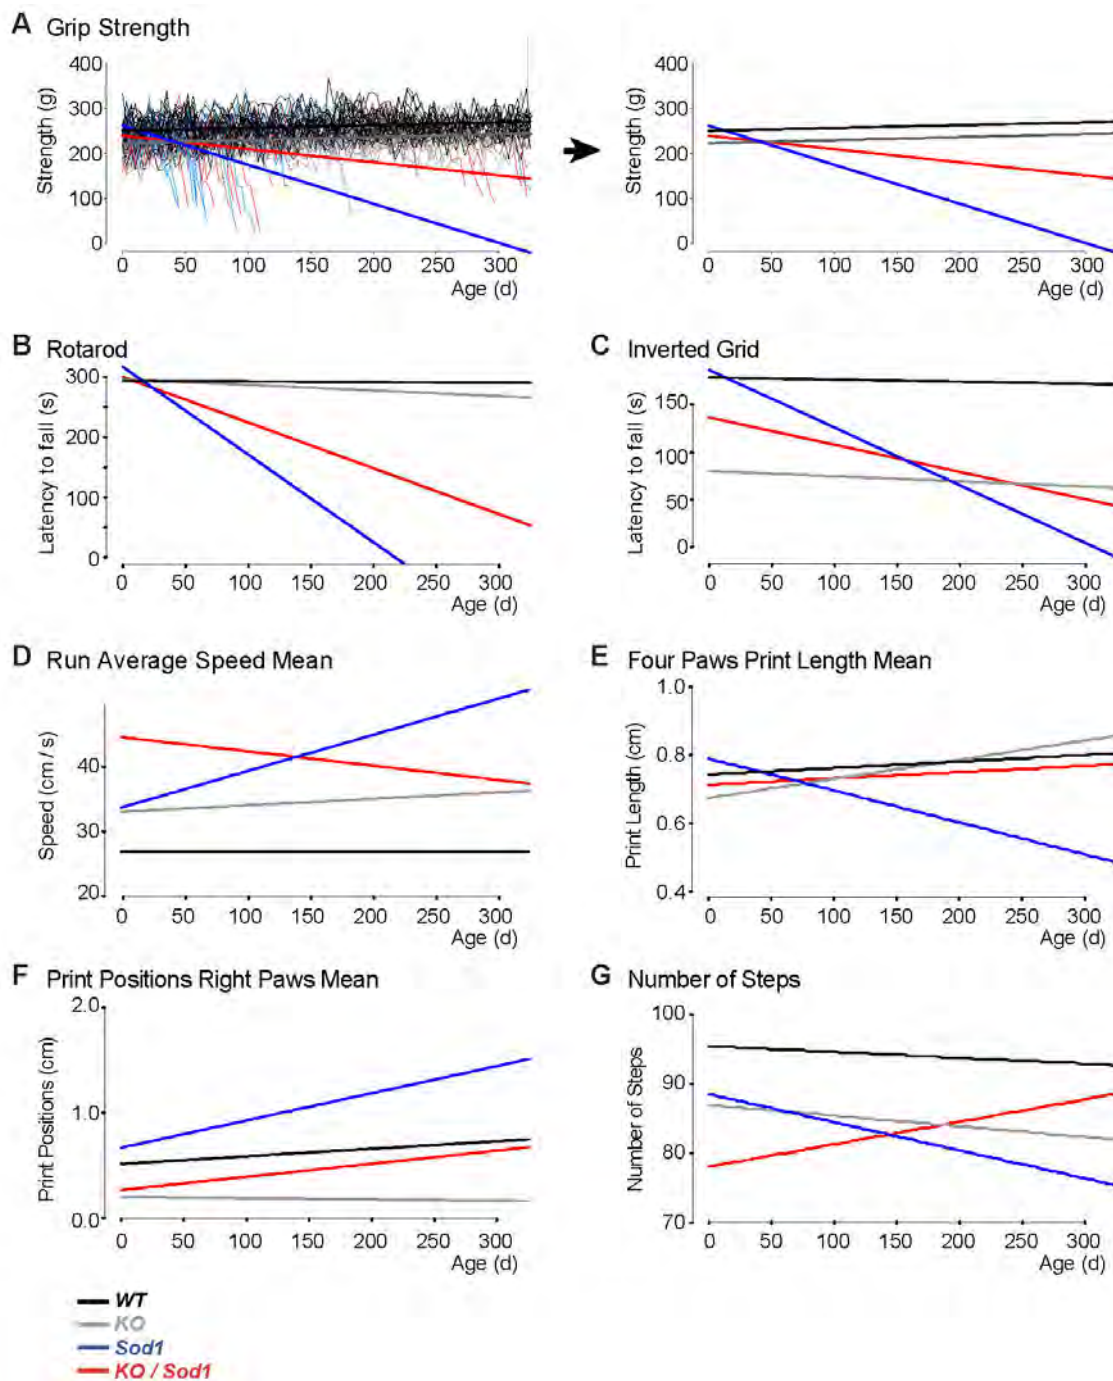 A Grip Strength
400
300
200
100
0
Strength (g)
0 50 100 150 200 250 300
Age (d)
400
300
200
100
0
Strength (g)
0 50 100 150 200 250 300
Age (d)
B Rotarod
300
200
300
0
Latency to fall (s)
0 50 100 150 200 250 300
Age (d)
C Inverted Grid
150
100
50
0
Latency to fall (s)
0 50 100 150 200 250 300
Age (d)
D Run Average Speed Mean
40
30
20
Speed (cm / s)
0 50 100 150 200 250 300
Age (d)
E Four Paws Print Length Mean
1.0
0.8
0.6
0.4
Print Length (cm)
0 50 100 150 200 250 300
Age (d)
F Print Positions Right Paws Mean
2.0
1.0
0.0
Print Positions (cm)
0 50 100 150 200 250 300
Age (d)
G Number of Steps
100
90
80
70
Number of Steps
0 50 100 150 200 250 300
Age (d)
WT
KO
Sod1
KO / Sod1